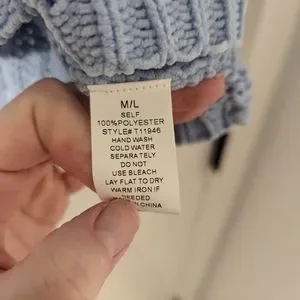 M/L
SELF
100%POLYESTER
STYLE# T11946
HAND WASH
COLD WATER
SEPARATELY
DO NOT
USE BLEACH
LAY FLAT TO DRY
WARM IRON IF
NEEDED
CHINA